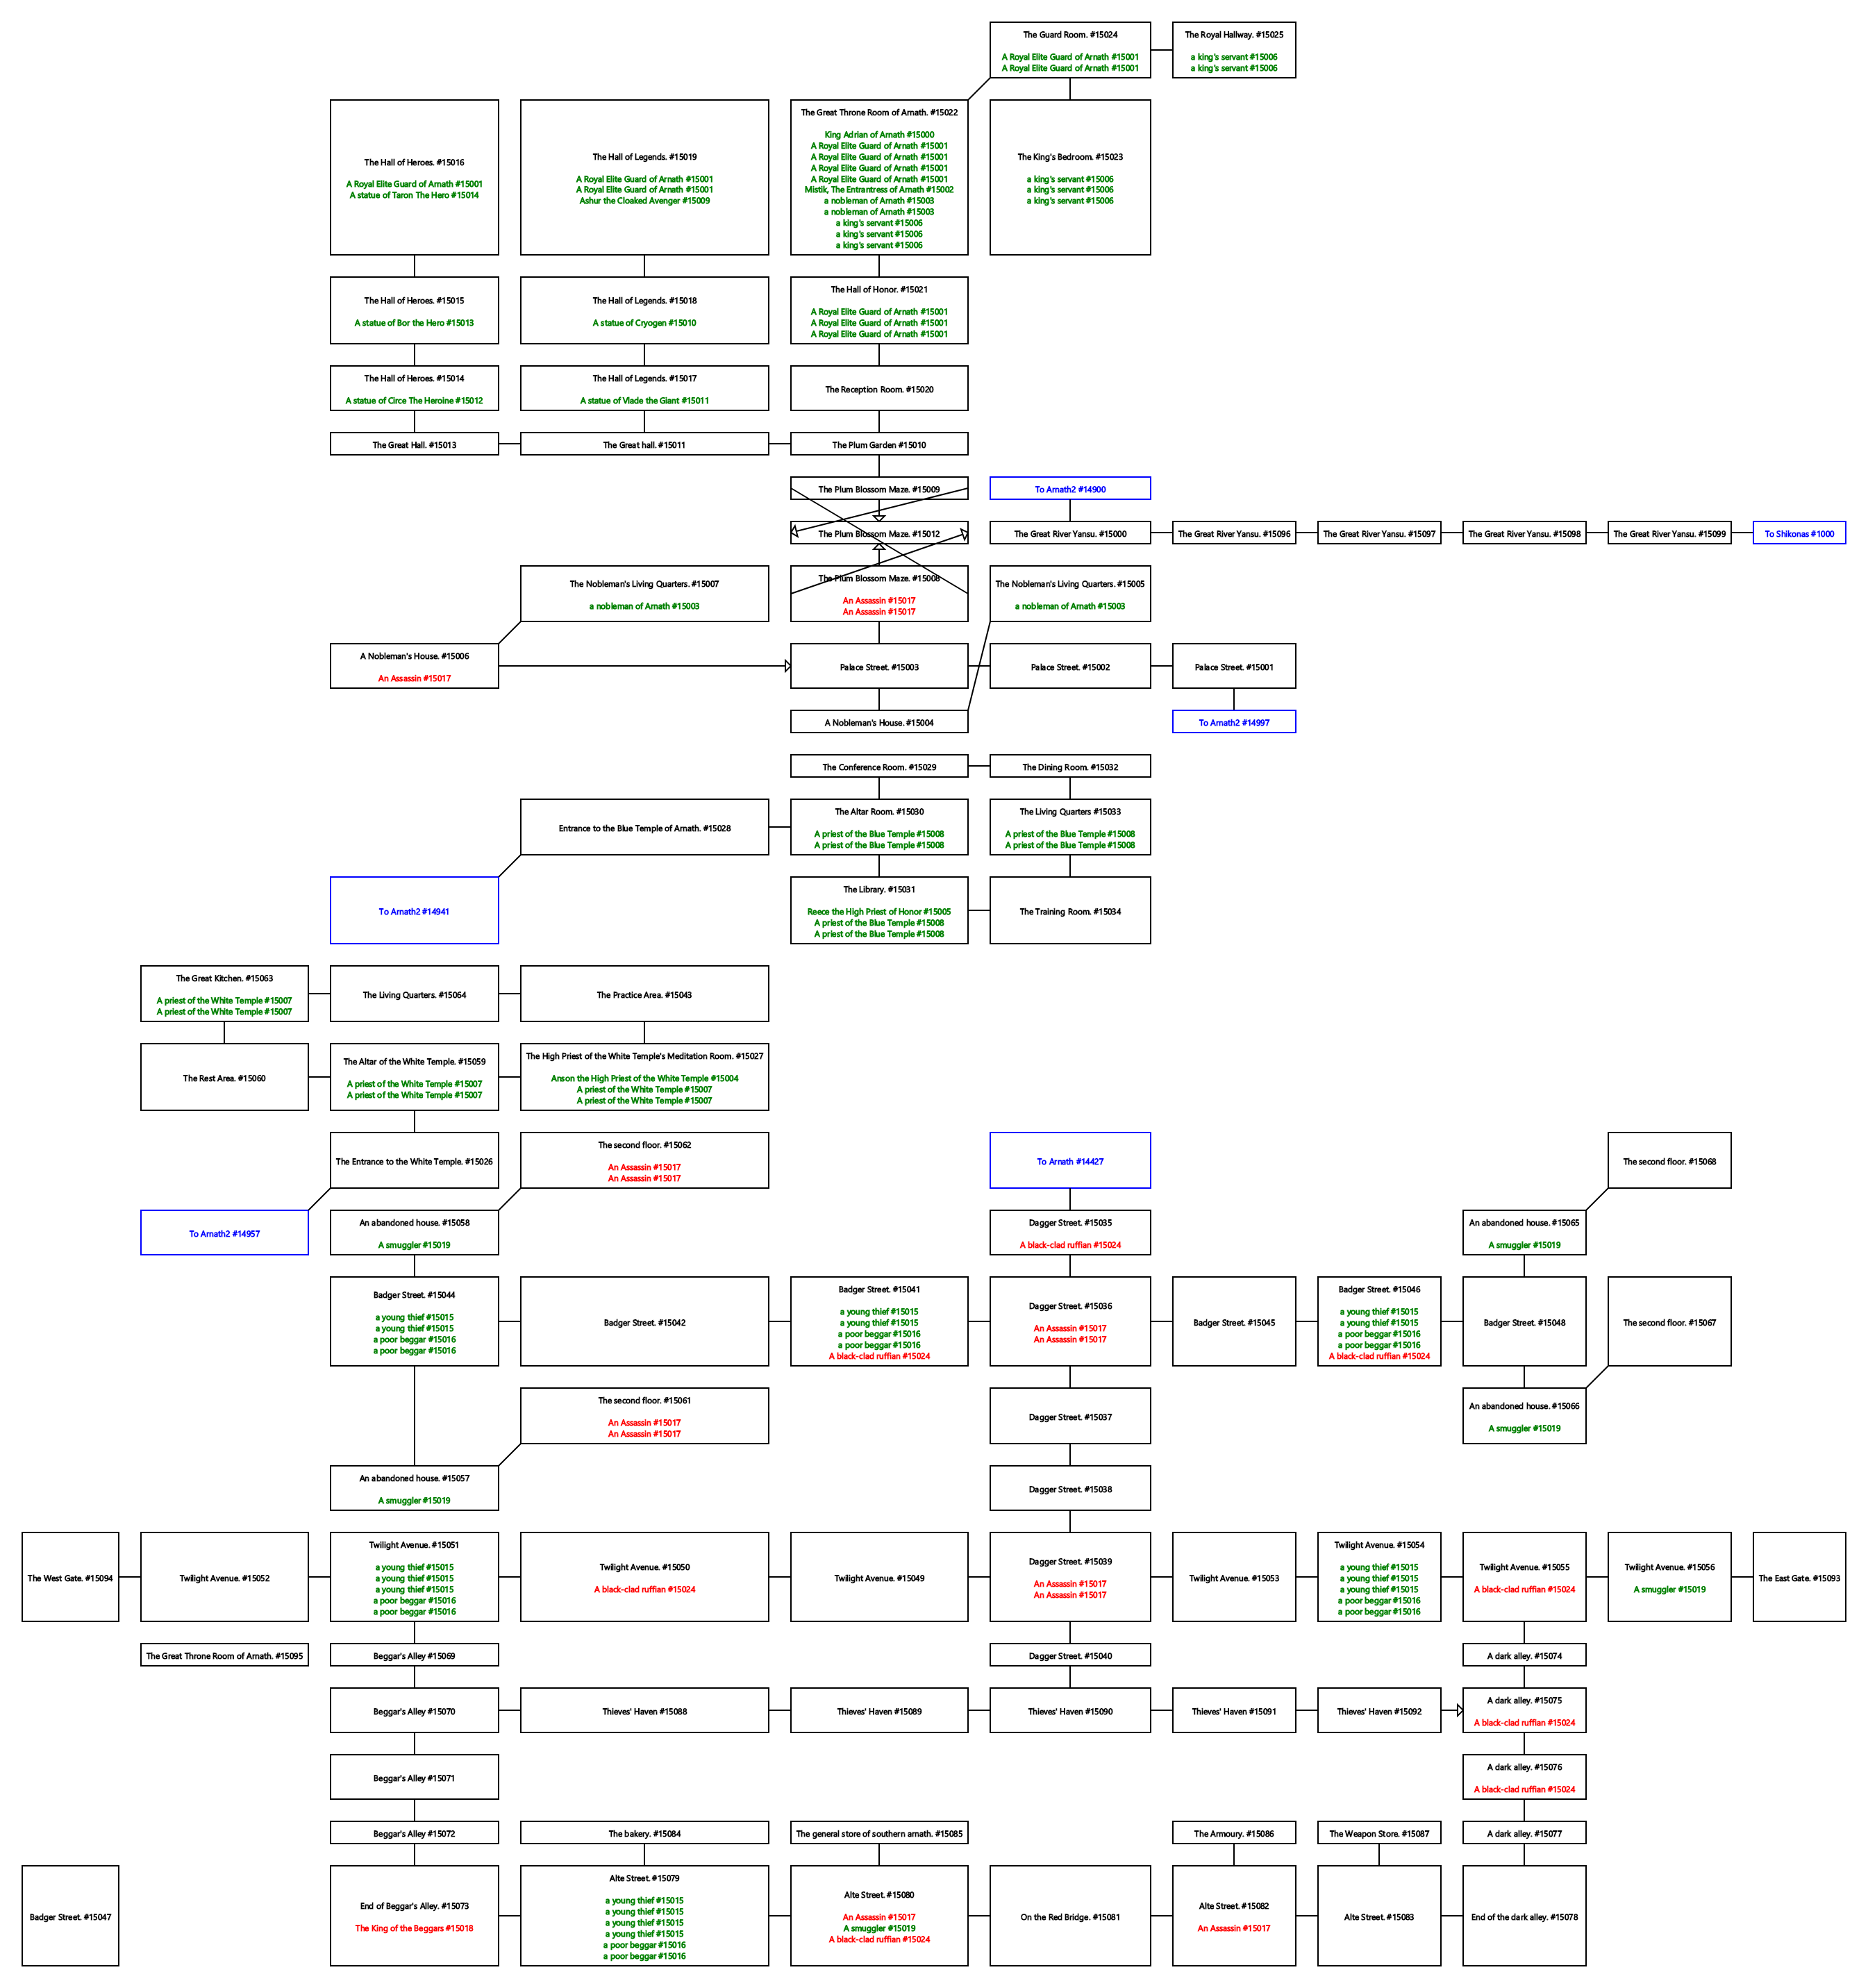 The Guard Room. #15024
A Royal Elite Guard of Arnath #15001
A Royal Elite Guard of Arnath #15001
The Royal Hallway. #15025
a king's servant #15006
a king's servant #15006
The Hall of Heroes. #15016
A Royal Elite Guard of Arnath #15001
A statue of Taron The Hero #15014
The Hall of Legends. #15019
A Royal Elite Guard of Arnath #15001
A Royal Elite Guard of Arnath #15001
Ashur the Cloaked Avenger #15009
The Great Throne Room of Arnath. #15022
King Adrian of Arnath #15000
A Royal Elite Guard of Arnath #15001
A Royal Elite Guard of Arnath #15001
A Royal Elite Guard of Arnath #15001
A Royal Elite Guard of Arnath #15001
Mistik, The Entrantress of Arnath #15002
a nobleman of Arnath #15003
a nobleman of Arnath #15003
a king's servant #15006
a king's servant #15006
a king's servant #15006
The King's Bedroom. #15023
a king's servant #15006
a king's servant #15006
a king's servant #15006
The Hall of Heroes. #15015
A statue of Bor the Hero #15013
The Hall of Legends. #15018
A statue of Cryogen #15010
The Hall of Honor. #15021
A Royal Elite Guard of Arnath #15001
A Royal Elite Guard of Arnath #15001
A Royal Elite Guard of Arnath #15001
The Hall of Heroes. #15014
A statue of Circe The Heroine #15012
The Hall of Legends. #15017
A statue of Vlade the Giant #15011
The Reception Room. #15020
The Great Hall. #15013
The Great hall. #15011
The Plum Garden #15010
The Plum Blossom Maze. #15009
To Arnath2 #14900
The Plum Blossom Maze. #15012
The Great River Yansu. #15000
The Great River Yansu. #15096
The Great River Yansu. #15097
The Great River Yansu. #15098
The Great River Yansu. #15099
To Shikonas #1000
The Nobleman's Living Quarters. #15007
a nobleman of Arnath #15003
The Plum Blossom Maze. #15008
An Assassin #15017
An Assassin #15017
The Nobleman's Living Quarters. #15005
a nobleman of Arnath #15003
A Nobleman's House. #15006
An Assassin #15017
Palace Street. #15003
Palace Street. #15002
Palace Street. #15001
A Nobleman's House. #15004
To Arnath2 #14997
The Conference Room. #15029
The Dining Room. #15032
Entrance to the Blue Temple of Arnath. #15028
The Altar Room. #15030
A priest of the Blue Temple #15008
A priest of the Blue Temple #15008
The Living Quarters #15033
A priest of the Blue Temple #15008
A priest of the Blue Temple #15008
To Arnath2 #14941
The Library. #15031
Reece the High Priest of Honor #15005
A priest of the Blue Temple #15008
A priest of the Blue Temple #15008
The Training Room. #15034
The Great Kitchen. #15063
A priest of the White Temple #15007
A priest of the White Temple #15007
The Living Quarters. #15064
The Practice Area. #15043
The Rest Area. #15060
The Altar of the White Temple. #15059
A priest of the White Temple #15007
A priest of the White Temple #15007
The High Priest of the White Temple's Meditation Room. #15027
Anson the High Priest of the White Temple #15004
A priest of the White Temple #15007
A priest of the White Temple #15007
The Entrance to the White Temple. #15026
The second floor. #15062
An Assassin #15017
An Assassin #15017
To Arnath #14427
The second floor. #15068
To Arnath2 #14957
An abandoned house. #15058
A smuggler #15019
Dagger Street. #15035
A black-clad ruffian #15024
An abandoned house. #15065
A smuggler #15019
Badger Street. #15044
a young thief #15015
a young thief #15015
a poor beggar #15016
a poor beggar #15016
Badger Street. #15042
Badger Street. #15041
a young thief #15015
a young thief #15015
a poor beggar #15016
a poor beggar #15016
A black-clad ruffian #15024
Dagger Street. #15036
An Assassin #15017
An Assassin #15017
Badger Street. #15045
Badger Street. #15046
a young thief #15015
a young thief #15015
a poor beggar #15016
a poor beggar #15016
A black-clad ruffian #15024
Badger Street. #15048
The second floor. #15067
The second floor. #15061
An Assassin #15017
An Assassin #15017
Dagger Street. #15037
An abandoned house. #15066
A smuggler #15019
An abandoned house. #15057
A smuggler #15019
Dagger Street. #15038
The West Gate. #15094
Twilight Avenue. #15052
Twilight Avenue. #15051
a young thief #15015
a young thief #15015
a young thief #15015
a poor beggar #15016
a poor beggar #15016
Twilight Avenue. #15050
A black-clad ruffian #15024
Twilight Avenue. #15049
Dagger Street. #15039
An Assassin #15017
An Assassin #15017
Twilight Avenue. #15053
Twilight Avenue. #15054
a young thief #15015
a young thief #15015
a young thief #15015
a poor beggar #15016
a poor beggar #15016
Twilight Avenue. #15055
A black-clad ruffian #15024
Twilight Avenue. #15056
A smuggler #15019
The East Gate. #15093
The Great Throne Room of Arnath. #15095
Beggar's Alley #15069
Dagger Street. #15040
A dark alley. #15074
Beggar's Alley #15070
Thieves' Haven #15088
Thieves' Haven #15089
Thieves' Haven #15090
Thieves' Haven #15091
Thieves' Haven #15092
A dark alley. #15075
A black-clad ruffian #15024
Beggar's Alley #15071
A dark alley. #15076
A black-clad ruffian #15024
Beggar's Alley #15072
The bakery. #15084
The general store of southern arnath. #15085
The Armoury. #15086
The Weapon Store. #15087
A dark alley. #15077
Badger Street. #15047
End of Beggar's Alley. #15073
The King of the Beggars #15018
Alte Street. #15079
a young thief #15015
a young thief #15015
a young thief #15015
a young thief #15015
a poor beggar #15016
a poor beggar #15016
Alte Street. #15080
An Assassin #15017
A smuggler #15019
A black-clad ruffian #15024
On the Red Bridge. #15081
Alte Street. #15082
An Assassin #15017
Alte Street. #15083
End of the dark alley. #15078